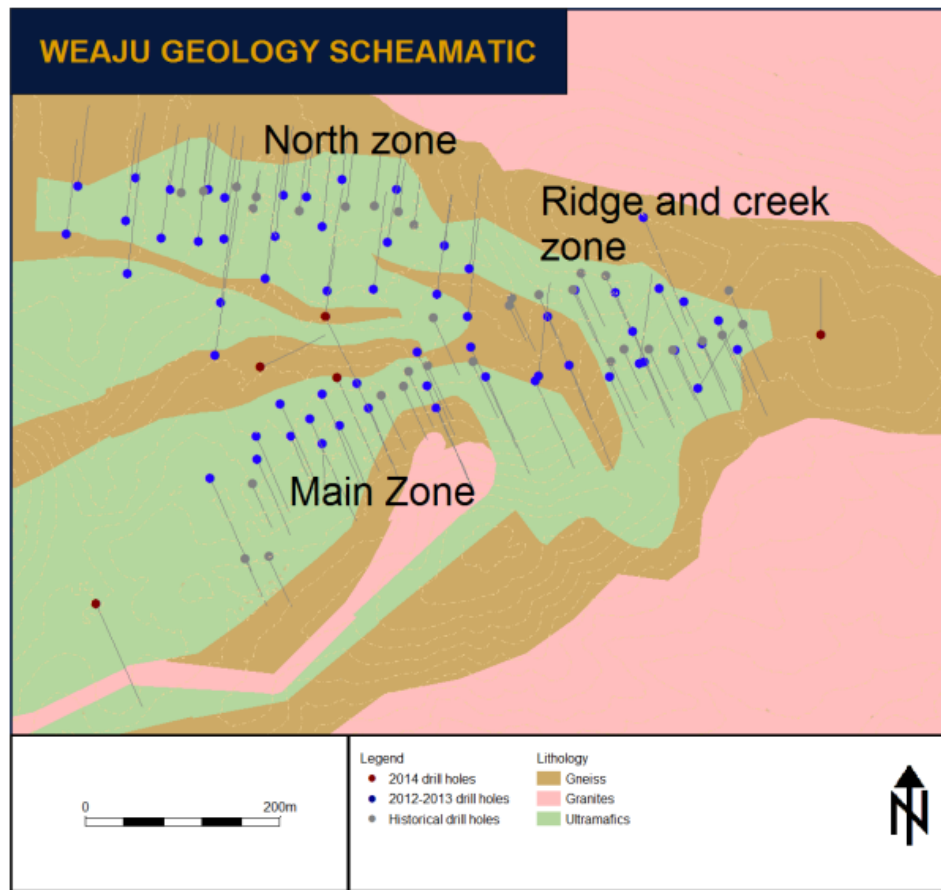 WEAJU GEOLOGY SCHEAMATIC
North zone
Ridge and creek
zone
Main Zone
0 200m
Legend
2014 drill holes
2012-2013 drill holes
Historical drill holes
Lithology
Gneiss
Granites
Ultramafics
N